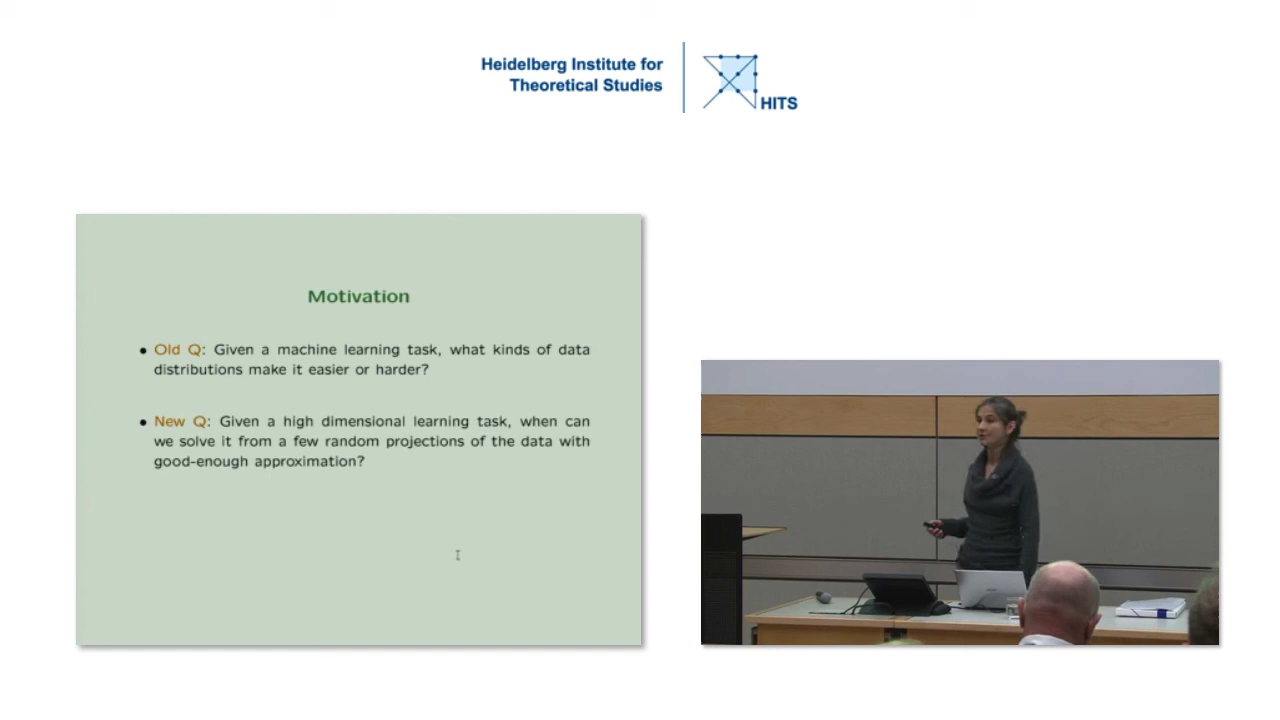 Heidelberg Institute for
Theoretical Studies
HITS
Motivation
• Old Q: Given a machine learning task, what kinds of data
distributions make it easier or harder?
• New Q: Given a high dimensional learning task, when can
we solve it from a few random projections of the data with
good-enough approximation?